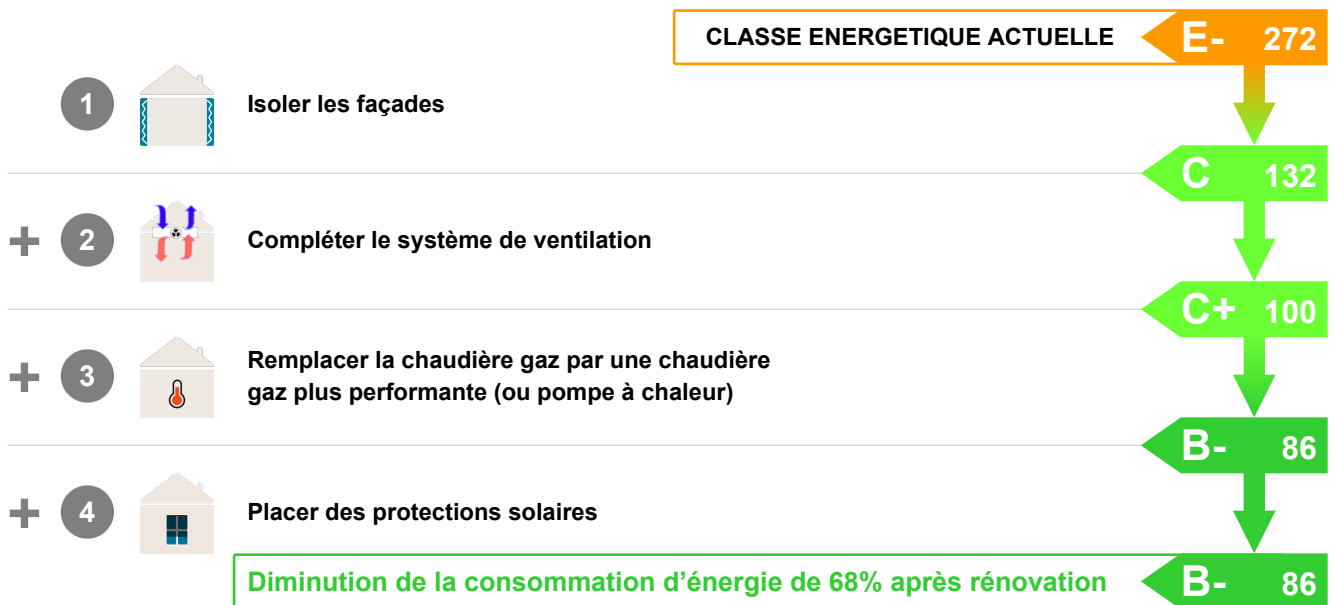 CLASSE ENERGETIQUE ACTUELLE E- 272
1 Isoler les façades
C 132
+ 2 Compléter le système de ventilation
C+ 100
+ 3 Remplacer la chaudière gaz par une chaudière
gaz plus performante (ou pompe à chaleur)
B- 86
+ 4 Placer des protections solaires
Diminution de la consommation d’énergie de 68% après rénovation B- 86